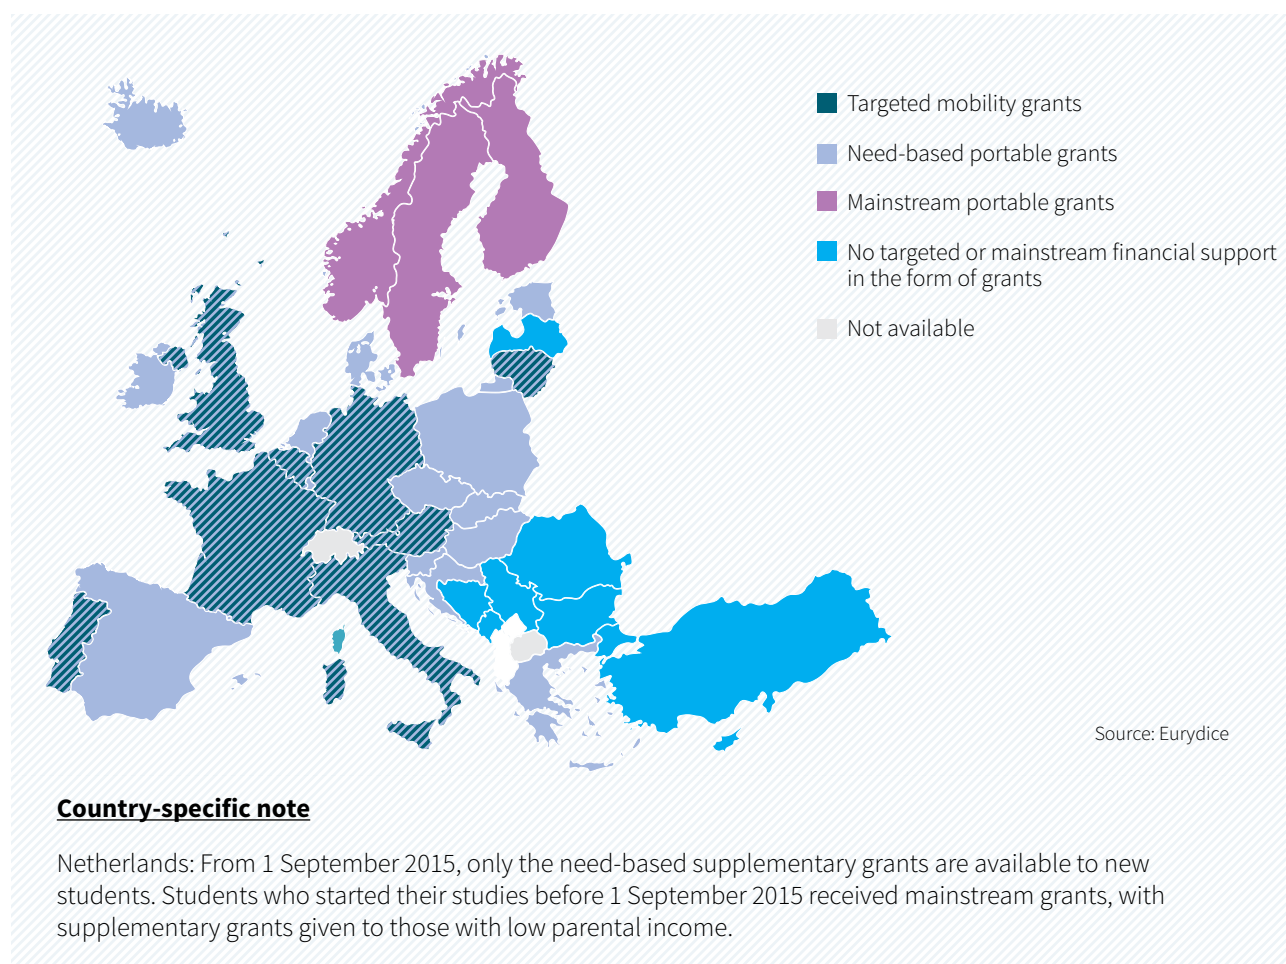 Targeted mobility grants
Need-based portable grants
Mainstream portable grants
No targeted or mainstream financial support
in the form of grants
Not available
Source: Eurydice
Country-specific note
Netherlands: From 1 September 2015, only the need-based supplementary grants are available to new
students. Students who started their studies before 1 September 2015 received mainstream grants, with
supplementary grants given to those with low parental income.